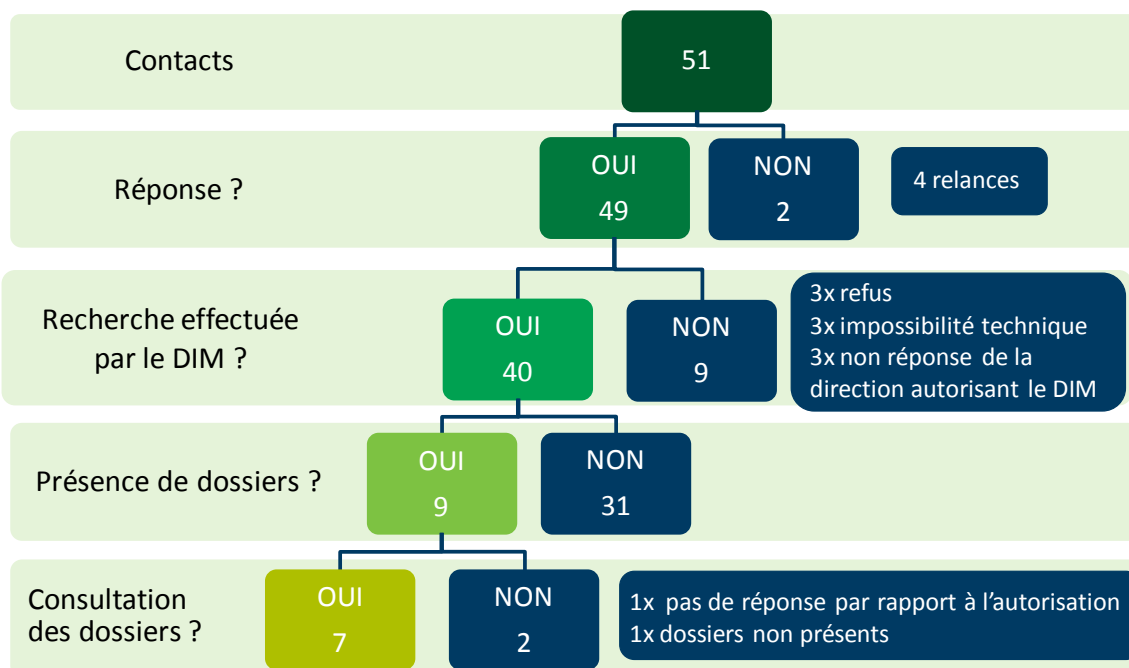 Contacts
51
Réponse ?
OUI
49
NON
2
4 relances
Recherche effectuée
par le DIM ?
OUI
40
NON
9
3x refus
3x impossibilité technique
3x non réponse de la
direction autorisant le DIM
Présence de dossiers ?
OUI
9
NON
31
Consultation
des dossiers ?
OUI
7
NON
2
1x pas de réponse par rapport à l'autorisation
1x dossiers non présents